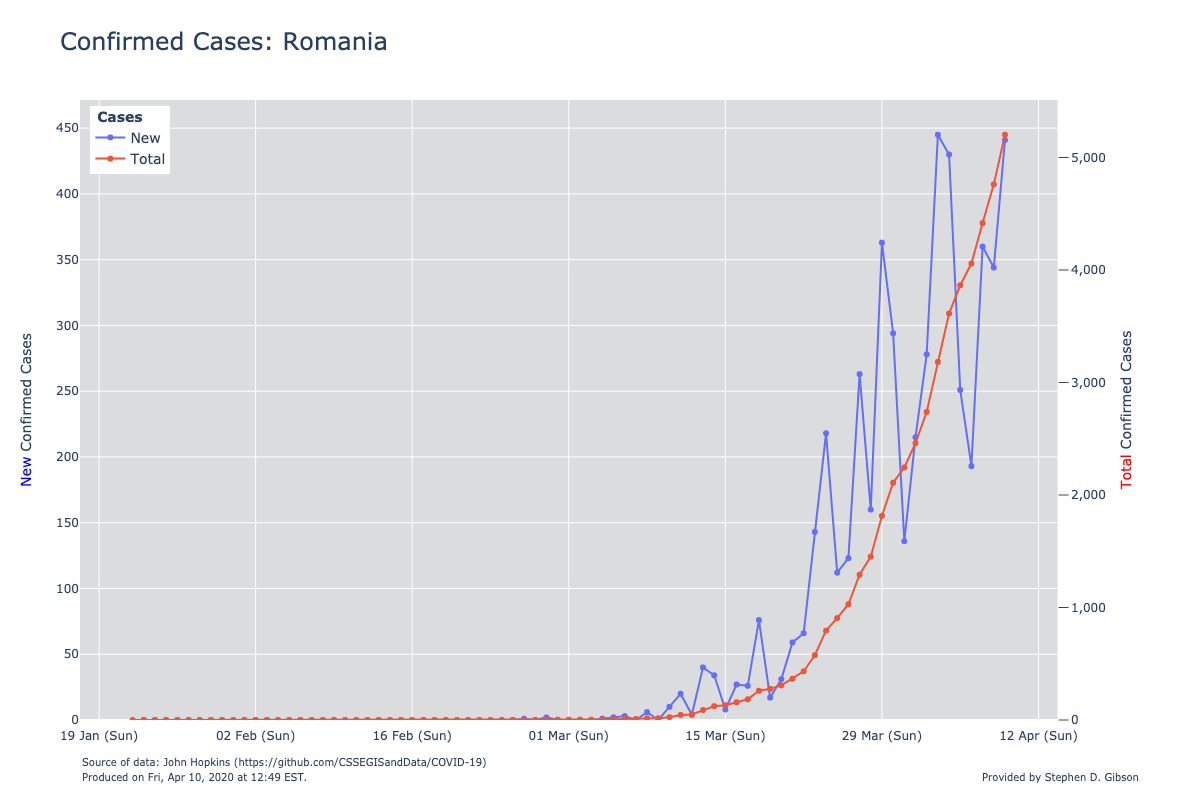 Confirmed Cases: Romania
Cases
New
Total
450
400
350
300
250
200
150
100
50
0
New Confirmed Cases
5,000
4,000
3,000
2,000
1,000
0
Total Confirmed Cases
19 Jan (Sun)
02 Feb (Sun)
16 Feb (Sun)
01 Mar (Sun)
15 Mar (Sun)
29 Mar (Sun)
12 Apr (Sun)
Source of data: John Hopkins (https://github.com/CSSEGISandData/COVID-19)
Produced on Fri, Apr 10, 2020 at 12:49 EST.
Provided by Stephen D. Gibson